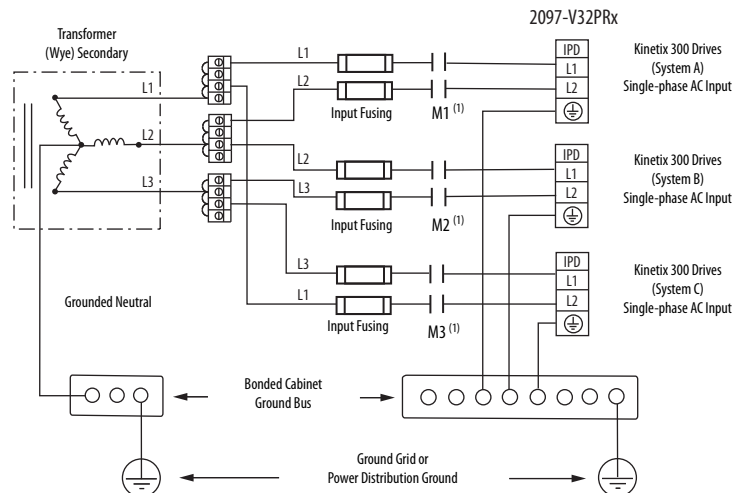 2097-V32PRx
Transformer
(Wye) Secondary
L1
L2
L3
L1
L2
Input Fusing
M1 (1)
IPD
L1
L2
Kinetix 300 Drives
(System A)
Single-phase AC Input
L2
L3
Input Fusing
M2 (1)
IPD
L1
L2
Kinetix 300 Drives
(System B)
Single-phase AC Input
L3
L1
Input Fusing
M3 (1)
IPD
L1
L2
Kinetix 300 Drives
(System C)
Single-phase AC Input
Grounded Neutral
Bonded Cabinet
Ground Bus
Ground Grid or
Power Distribution Ground